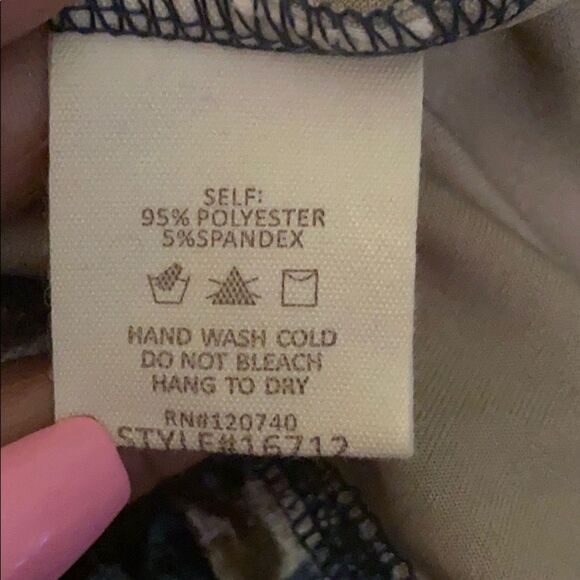 SELF:
95% POLYESTER
5%SPANDEX
HAND WASH COLD
DO NOT BLEACH
HANG TO DRY
RN#120740
STYLE#16712